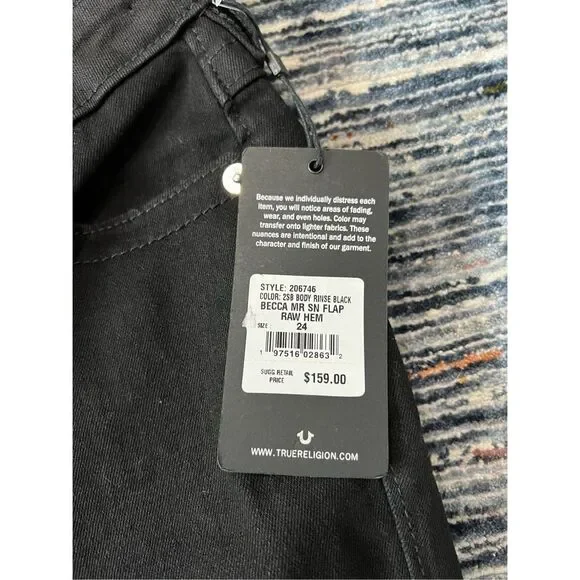 Because we individually distress each
item, you will notice areas of fading,
wear, and even holes. Color may
transfer onto lighter fabrics. These
nuances are intentional and add to the
character and finish of our garment.
STYLE: 206746
COLOR: 2SB BODY RINSE BLACK
BECCA MR SN FLAP
RAW HEM
SIZE : 24
1 97516 02863 2
SUGG RETAIL
PRICE $159.00
WWW.TRUERELIGION.COM